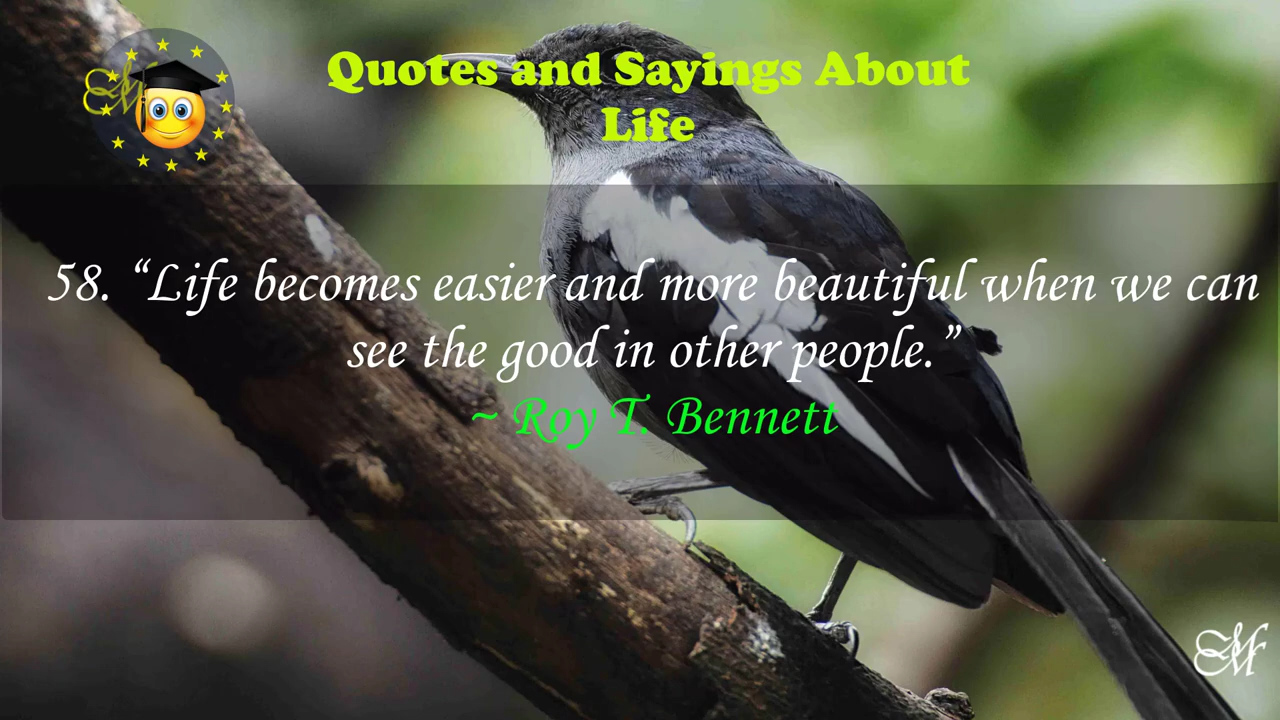 Quotes and Sayings About
Life
58. “Life becomes easier and more beautiful when we can
see the good in other people.”
~ Roy T. Bennett